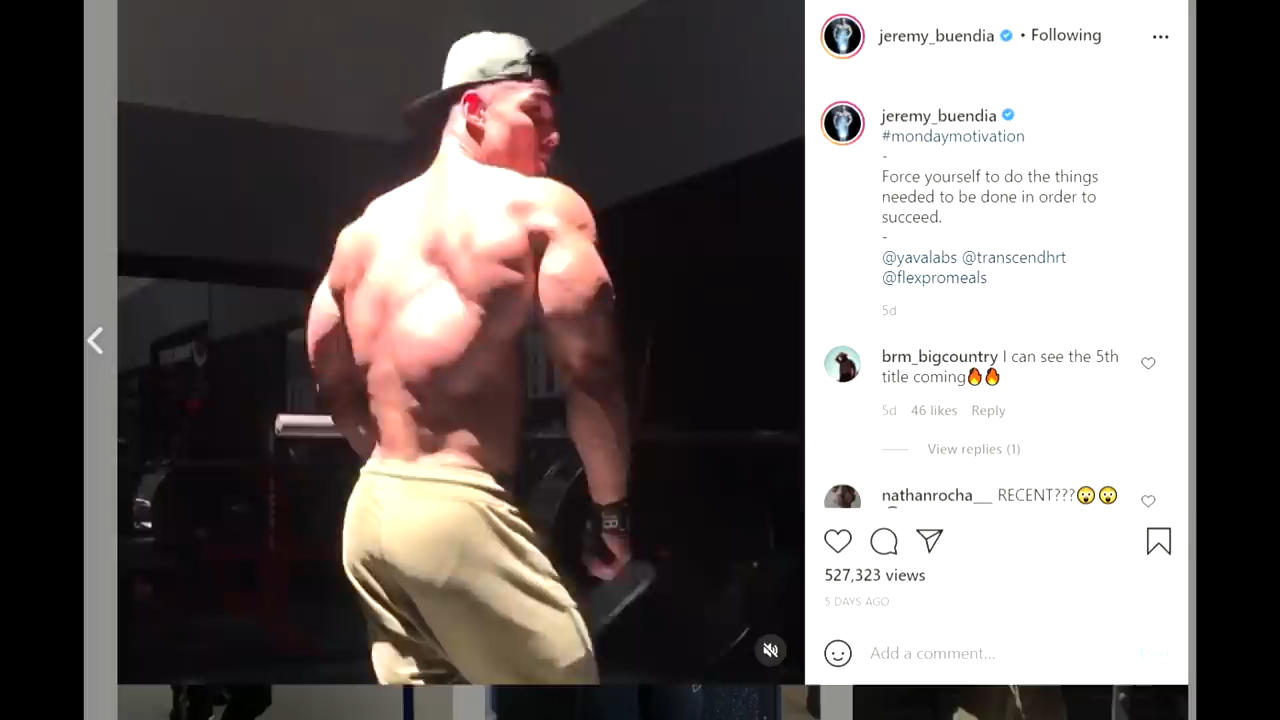 jeremy_buendia • Following
jeremy_buendia
#mondaymotivation
-
Force yourself to do the things
needed to be done in order to
succeed.
-
@yavalabs @transcendhrt
@flexpromeals
5d
brm_bigcountry I can see the 5th
title coming🔥🔥
5d 46 likes Reply
View replies (1)
nathanrocha__ RECENT???😮😮
527,323 views
5 DAYS AGO
Add a comment...